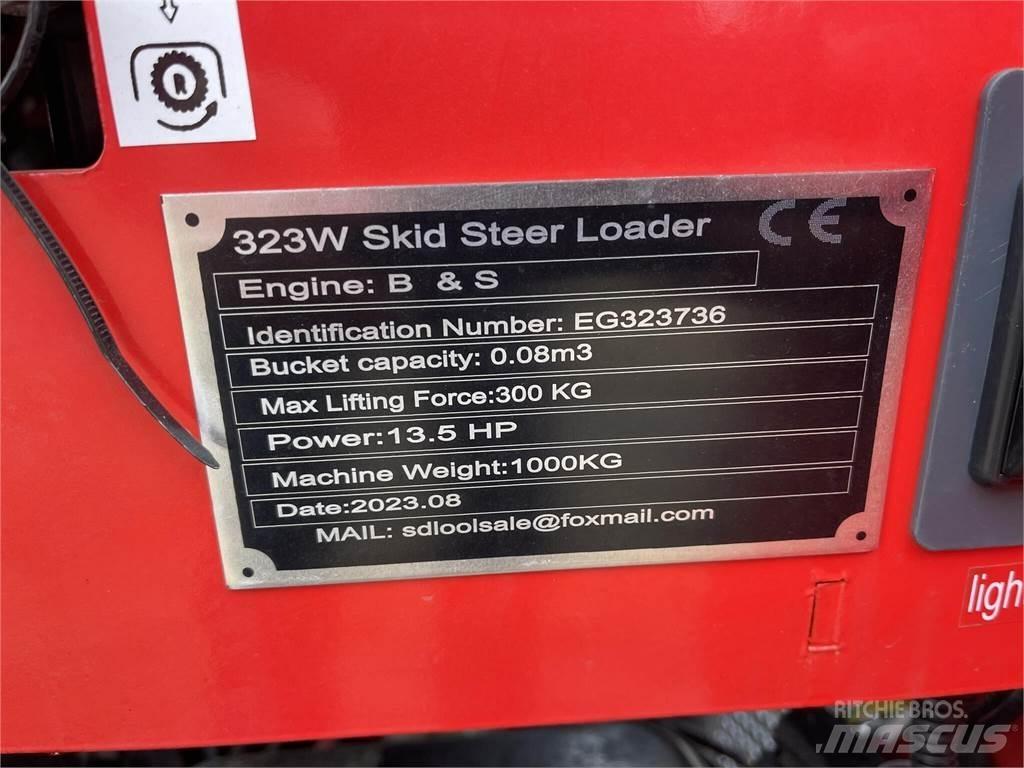 R
323W Skid Steer Loader CE
Engine: B & S
Identification Number: EG323736
Bucket capacity: 0.08m3
Max Lifting Force:300 KG
Power:13.5 HP
Machine Weight:1000KG
Date:2023.08
MAIL: sdloolsale@foxmail.com
ligh
RITCHIE BROS.
MASCUS